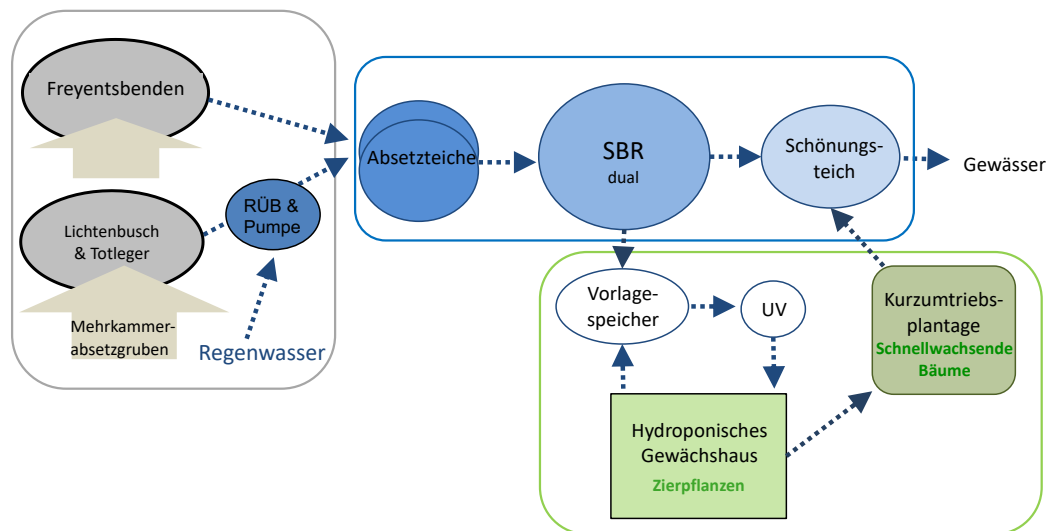 Freyentsbenden
Lichtenbusch
& Totleger
Mehrkammer-
absetzgruben
RÜB &
Pumpe
Regenwasser
Absetzteiche
SBR
dual
Schönungs-
teich
Gewässer
Vorlage-
speicher
UV
Kurzumtriebs-
plantage
Schnellwachsende
Bäume
Hydroponisches
Gewächshaus
Zierpflanzen